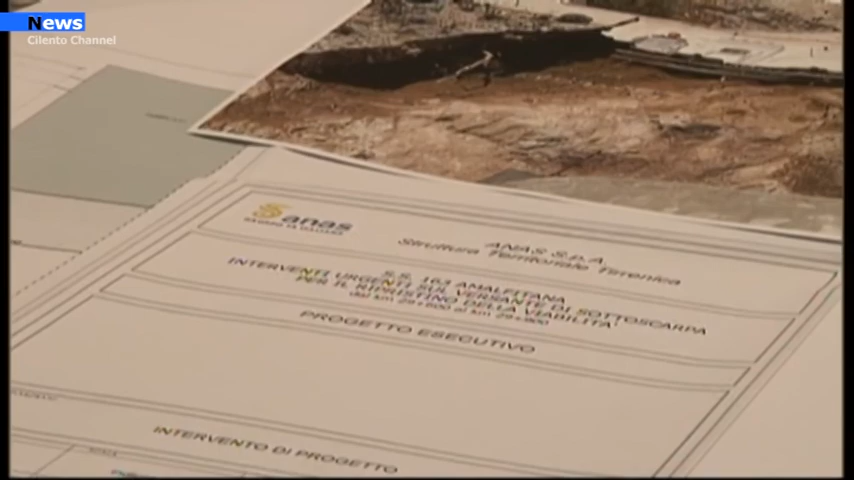 News
Cilento Channel
anas
ANAS S.p.A.
Struttura Territoriale Tirrenica
S.S. 163 AMALFITANA
INTERVENTI URGENTI SUL VERSANTE DI SOTTOSCARPA
PER IL RIPRISTINO DELLA VIABILITA'
PROGETTO ESECUTIVO
INTERVENTO DI PROGETTO